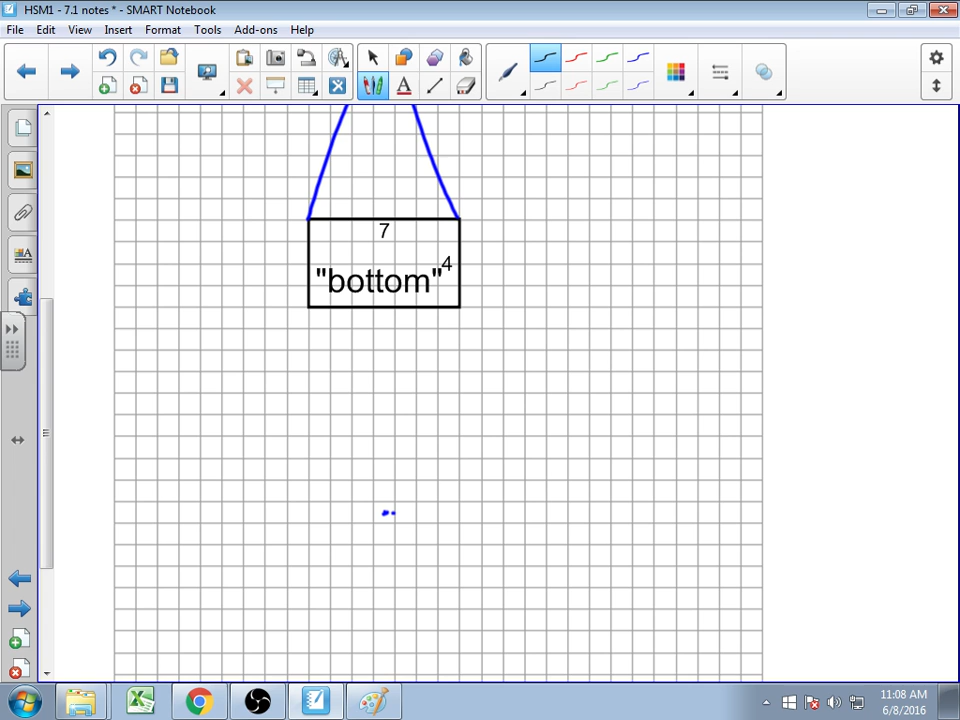 HSM1 - 7.1 notes * - SMART Notebook
File Edit View Insert Format Tools Add-ons Help
7
4
"bottom"
11:08 AM
6/8/2016